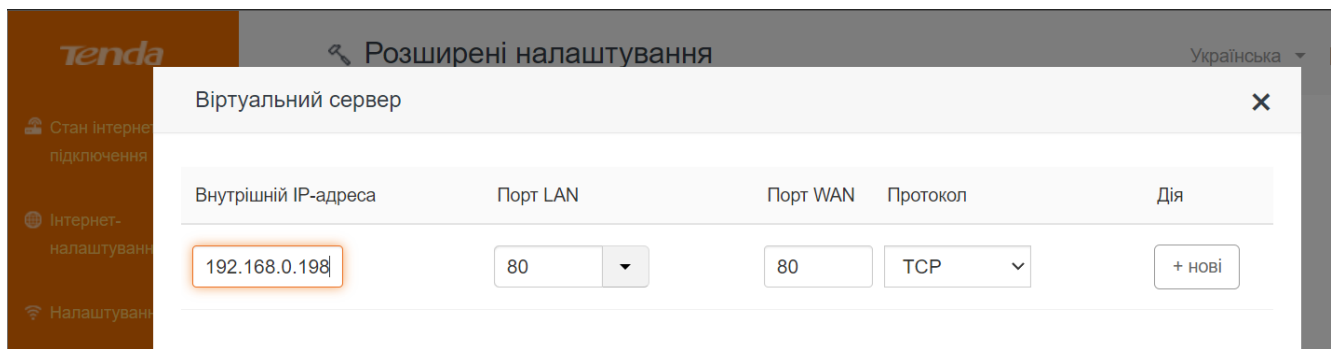 Tenda
Розширені налаштування
Українська
Віртуальний сервер
Стан інтернет
підключення
Внутрішній IP-адреса Порт LAN Порт WAN Протокол Дія
Інтернет-
налаштуванн
192.168.0.198 80 80 TCP + нові
Налаштуванн